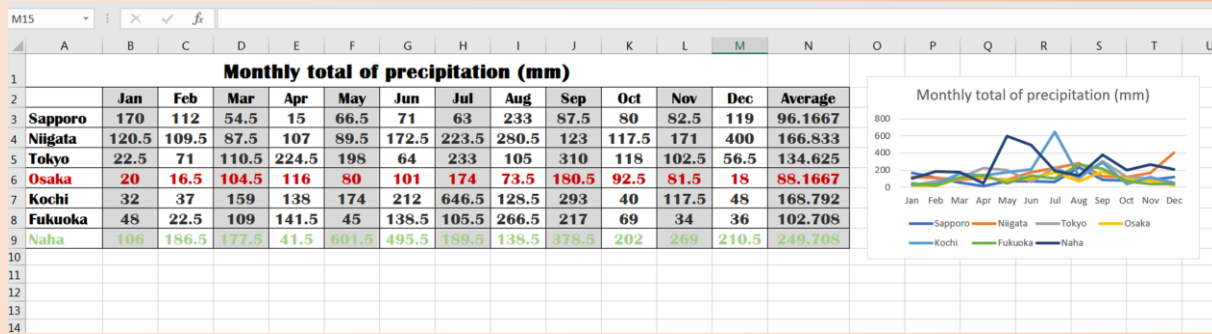 M15 fx
A B C D E F G H I J K L M N O P Q R S T U
1 Monthly total of precipitation (mm)
2 Jan Feb Mar Apr May Jun Jul Aug Sep Oct Nov Dec Average
3 Sapporo 170 112 54.5 15 66.5 71 63 233 87.5 80 82.5 119 96.1667
4 Niigata 120.5 109.5 87.5 107 89.5 172.5 223.5 280.5 123 117.5 171 400 166.833
5 Tokyo 22.5 71 110.5 224.5 198 64 233 105 310 118 102.5 56.5 134.625
6 Osaka 20 16.5 104.5 116 80 101 174 73.5 180.5 92.5 81.5 18 88.1667
7 Kochi 32 37 159 138 174 212 646.5 128.5 293 40 117.5 48 168.792
8 Fukuoka 48 22.5 109 141.5 45 138.5 105.5 266.5 217 69 34 36 102.708
9 Naha 106 186.5 177.5 41.5 601.5 495.5 189.5 138.5 378.5 202 269 210.5 249.708
10
11
12
13
14
Monthly total of precipitation (mm)
800
600
400
200
0
Jan Feb Mar Apr May Jun Jul Aug Sep Oct Nov Dec
Sapporo Niigata Tokyo Osaka
Kochi Fukuoka Naha